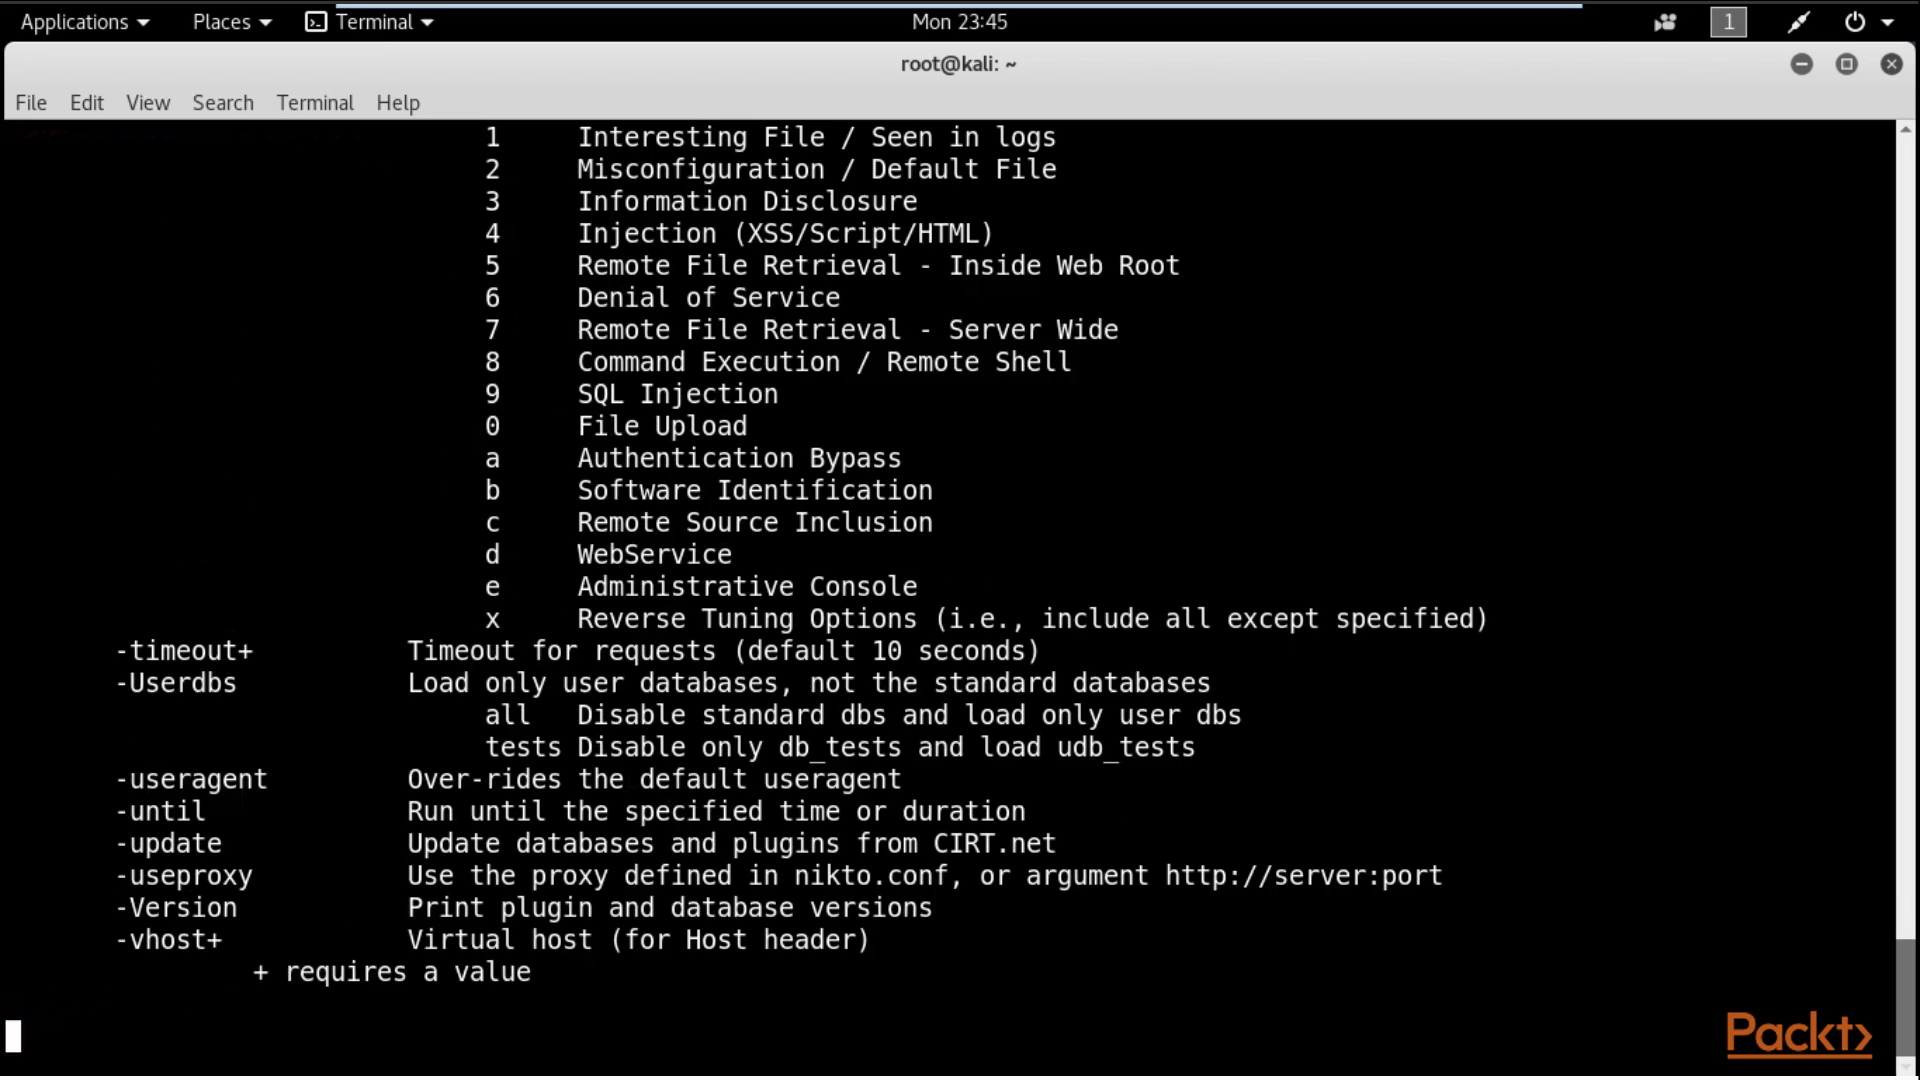 Applications Places Terminal Mon 23:45 1
root@kali: ~
File Edit View Search Terminal Help
1 Interesting File / Seen in logs
2 Misconfiguration / Default File
3 Information Disclosure
4 Injection (XSS/Script/HTML)
5 Remote File Retrieval - Inside Web Root
6 Denial of Service
7 Remote File Retrieval - Server Wide
8 Command Execution / Remote Shell
9 SQL Injection
0 File Upload
a Authentication Bypass
b Software Identification
c Remote Source Inclusion
d WebService
e Administrative Console
x Reverse Tuning Options (i.e., include all except specified)
-timeout+ Timeout for requests (default 10 seconds)
-Userdbs Load only user databases, not the standard databases
all Disable standard dbs and load only user dbs
tests Disable only db_tests and load udb_tests
-useragent Over-rides the default useragent
-until Run until the specified time or duration
-update Update databases and plugins from CIRT.net
-useproxy Use the proxy defined in nikto.conf, or argument http://server:port
-Version Print plugin and database versions
-vhost+ Virtual host (for Host header)
+ requires a value
Packt>